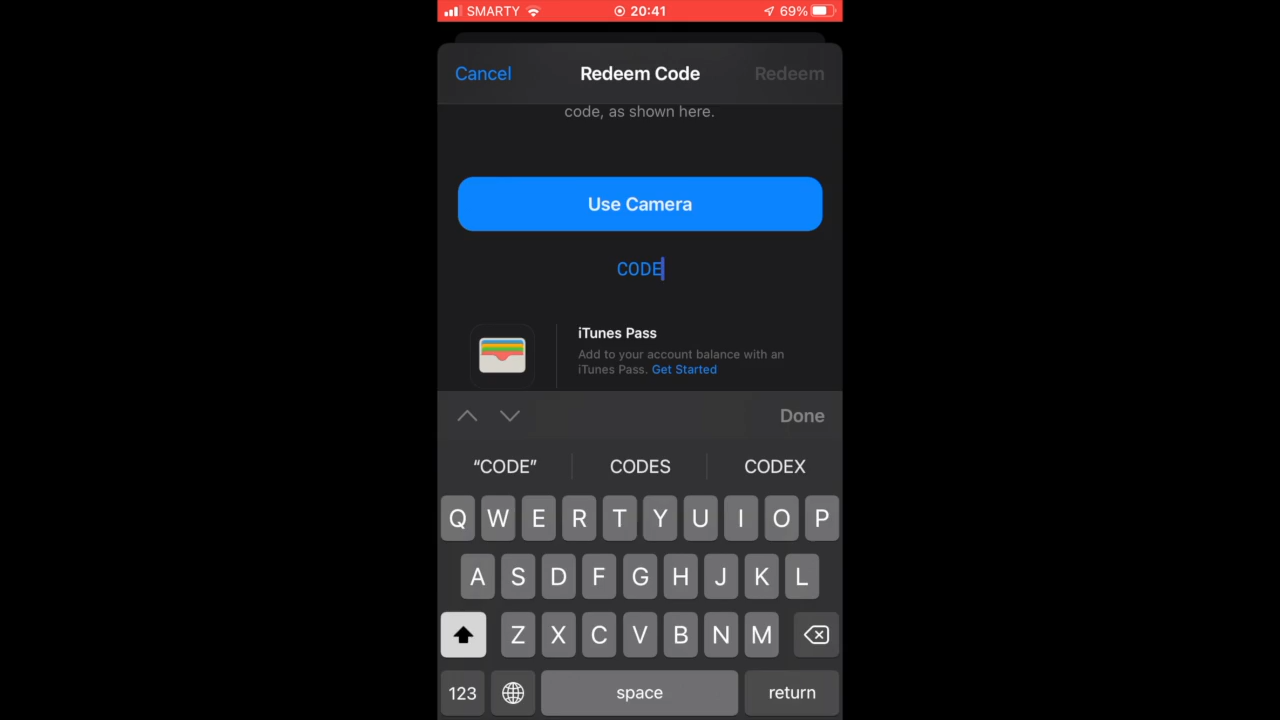 SMARTY 20:41 69%
Cancel Redeem Code Redeem
code, as shown here.
Use Camera
CODE
iTunes Pass
Add to your account balance with an
iTunes Pass. Get Started
Done
“CODE” CODES CODEX
Q W E R T Y U I O P
A S D F G H J K L
Z X C V B N M
123 space return